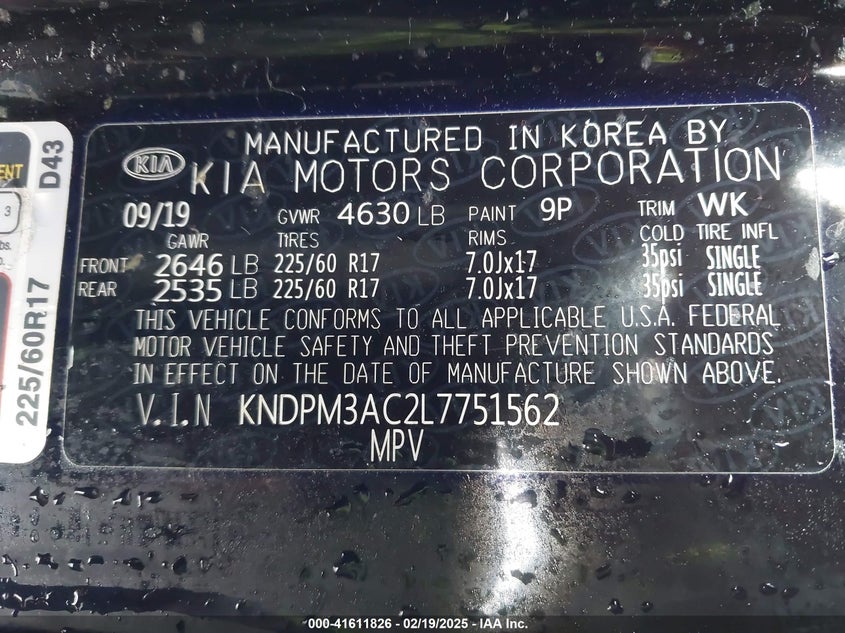 MANUFACTURED IN KOREA BY
KIA KIA MOTORS CORPORATION
09/19 GVWR 4630 LB PAINT 9P TRIM WK
GAWR TIRES RIMS COLD TIRE INFL
FRONT 2646 LB 225/60 R17 7.0Jx17 35psi SINGLE
REAR 2535 LB 225/60 R17 7.0Jx17 35psi SINGLE
THIS VEHICLE CONFORMS TO ALL APPLICABLE U.S.A. FEDERAL
MOTOR VEHICLE SAFETY AND THEFT PREVENTION STANDARDS
IN EFFECT ON THE DATE OF MANUFACTURE SHOWN ABOVE.
V.I.N KNDPM3AC2L7751562
MPV
D43
225/60R17
3
000-41611826 - 02/19/2025 - IAA Inc.